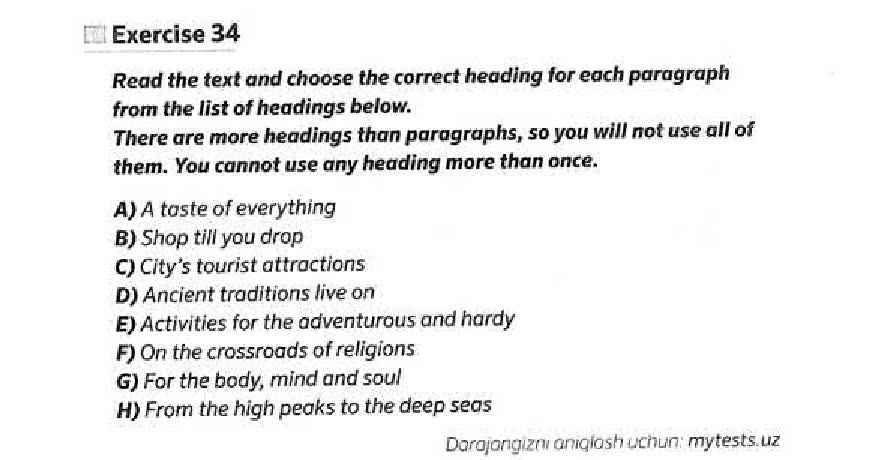 Exercise 34
Read the text and choose the correct heading for each paragraph
from the list of headings below.
There are more headings than paragraphs, so you will not use all of
them. You cannot use any heading more than once.
A) A taste of everything
B) Shop till you drop
C) City's tourist attractions
D) Ancient traditions live on
E) Activities for the adventurous and hardy
F) On the crossroads of religions
G) For the body, mind and soul
H) From the high peaks to the deep seas
Darajangizni aniqlash uchun: mytests.uz